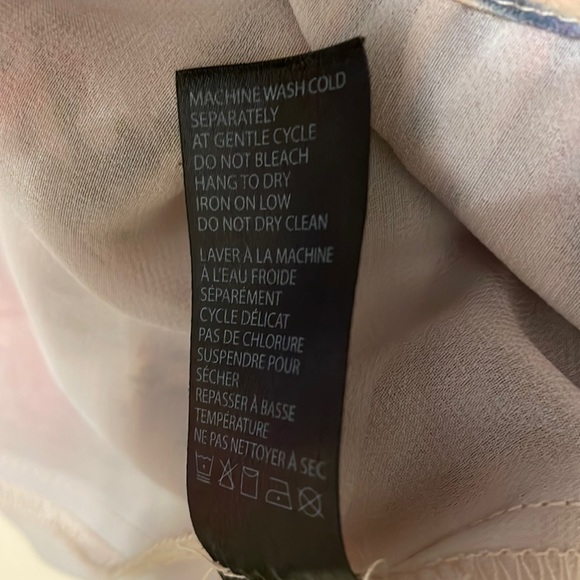 MACHINE WASH COLD
SEPARATELY
AT GENTLE CYCLE
DO NOT BLEACH
HANG TO DRY
IRON ON LOW
DO NOT DRY CLEAN
LAVER À LA MACHINE
À L'EAU FROIDE
SÉPARÉMENT
CYCLE DÉLICAT
PAS DE CHLORURE
SUSPENDRE POUR
SÉCHER
REPASSER À BASSE
TEMPÉRATURE
NE PAS NETTOYER À SEC